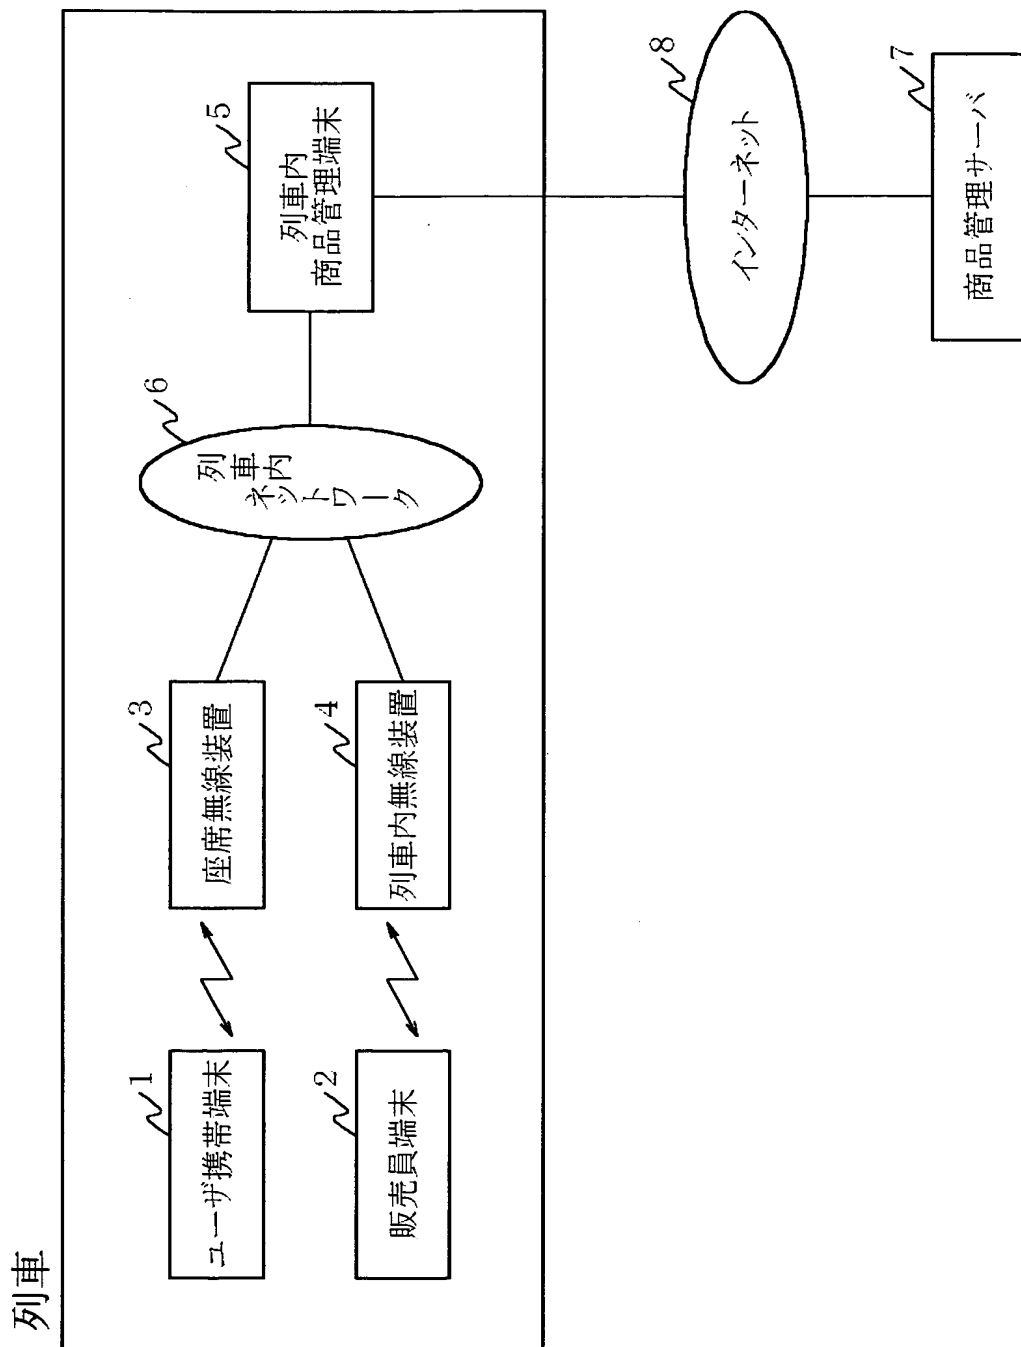 列車
1
ユーザ携帯端末
2
販売員端末
3
座席無線装置
4
列車内無線装置
6
列車内
ネットワーク
5
列車内
商品管理端末
8
インターネット
7
商品管理サーバ